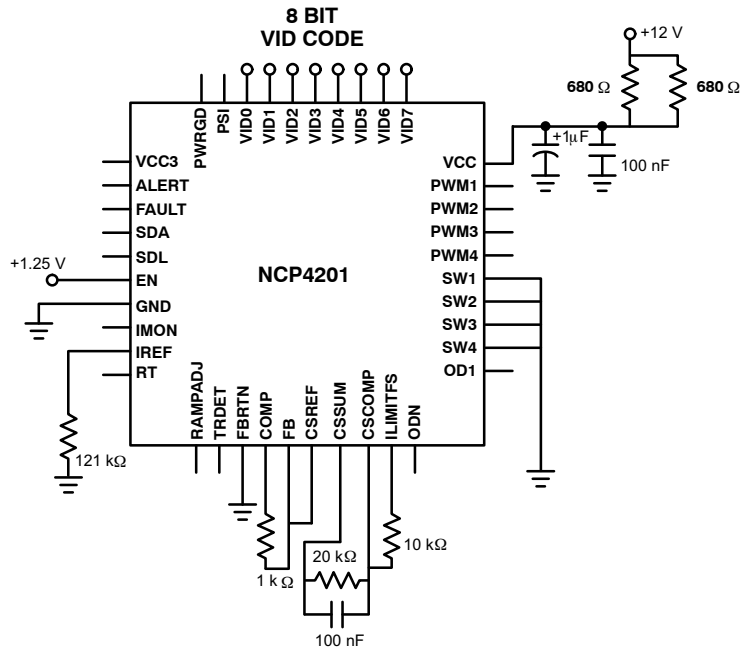 8 BIT
VID CODE
+12 V
680 Ω
680 Ω
PWRGD
PSI
VID0
VID1
VID2
VID3
VID4
VID5
VID6
VID7
+1μF
100 nF
VCC3
ALERT
FAULT
SDA
SDL
+1.25 V
EN
GND
IMON
IREF
RT
NCP4201
VCC
PWM1
PWM2
PWM3
PWM4
SW1
SW2
SW3
SW4
OD1
RAMPADJ
TRDET
FBRTN
COMP
FB
CSREF
CSSUM
CSCOMP
ILIMITFS
ODN
121 kΩ
1 k Ω
20 kΩ
10 kΩ
100 nF